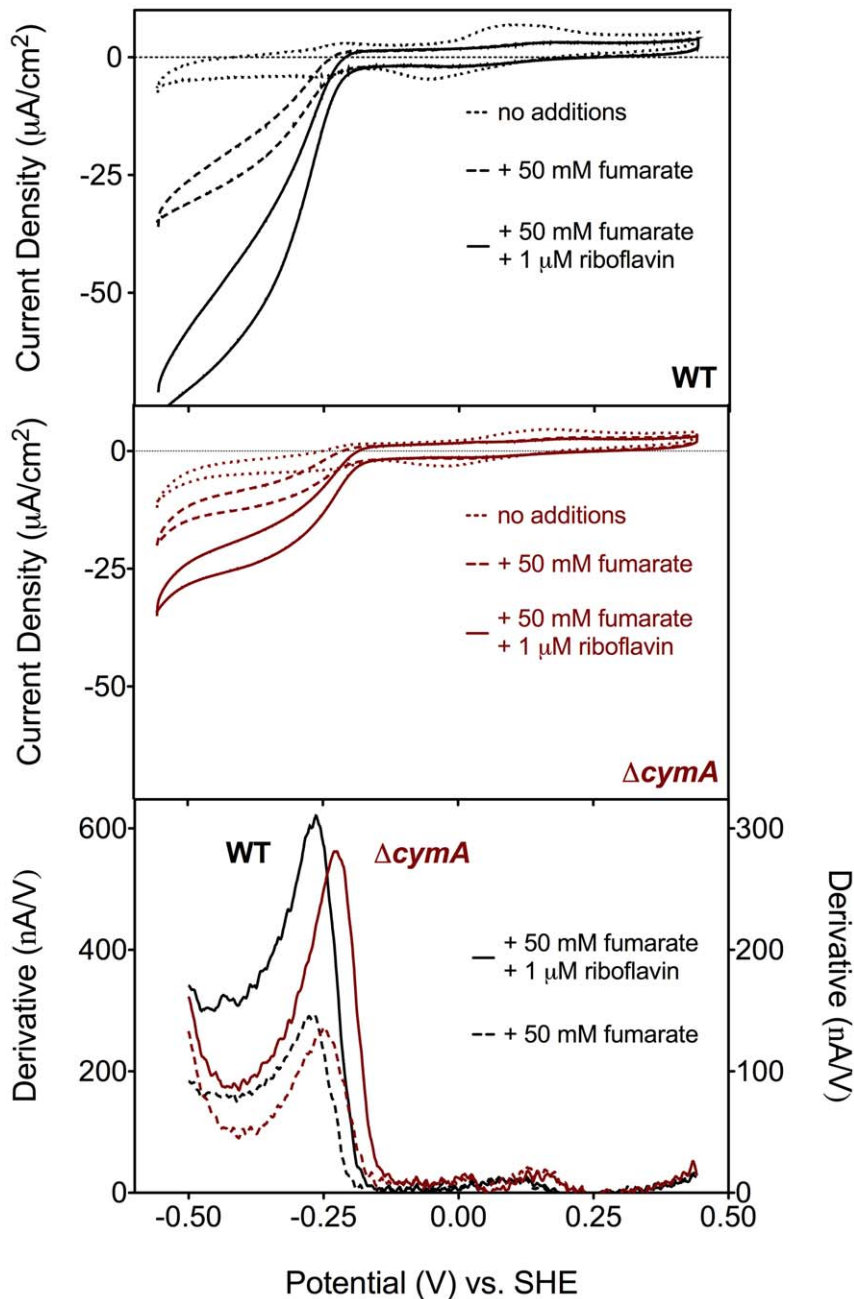 Current Density (μA/cm²)
0
-25
-50
no additions
+ 50 mM fumarate
+ 50 mM fumarate
+ 1 μM riboflavin
WT
Current Density (μA/cm²)
0
-25
-50
no additions
+ 50 mM fumarate
+ 50 mM fumarate
+ 1 μM riboflavin
ΔcymA
Derivative (nA/V)
600
400
200
0
WT
ΔcymA
+ 50 mM fumarate
+ 1 μM riboflavin
+ 50 mM fumarate
300
200
100
0
Derivative (nA/V)
-0.50
-0.25
0.00
0.25
0.50
Potential (V) vs. SHE